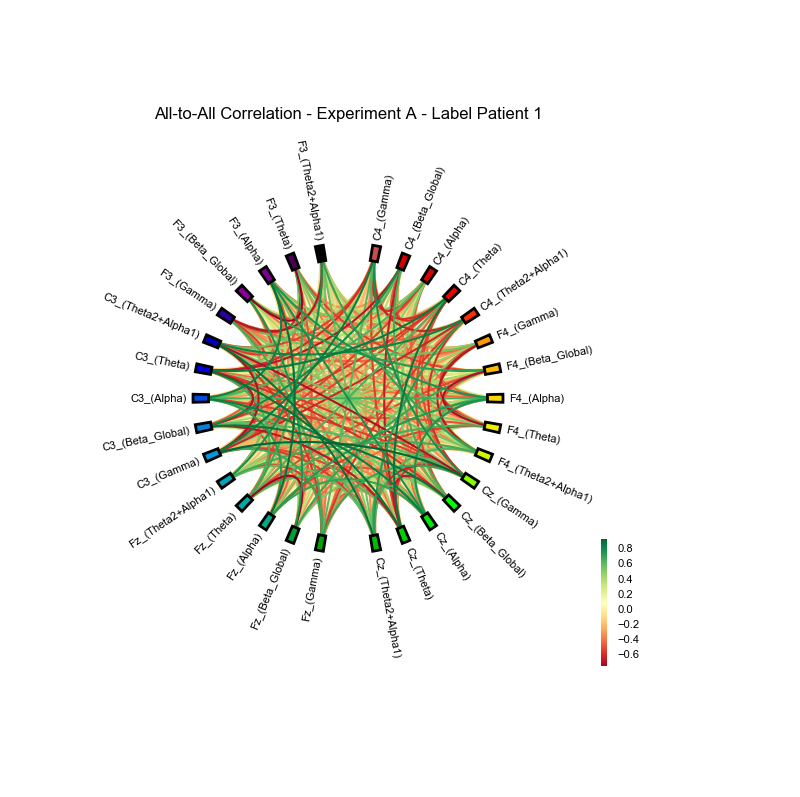 All-to-All Correlation - Experiment A - Label Patient 1
F3_(Theta2+Alpha1)
C4_(Gamma)
C4_(Beta_Global)
C4_(Alpha)
C4_(Theta)
C4_(Theta2+Alpha1)
F4_(Gamma)
F4_(Beta_Global)
F4_(Alpha)
F4_(Theta)
F4_(Theta2+Alpha1)
Cz_(Gamma)
Cz_(Beta_Global)
Cz_(Alpha)
Cz_(Theta)
Cz_(Theta2+Alpha1)
Fz_(Gamma)
Fz_(Beta_Global)
Fz_(Alpha)
Fz_(Theta)
Fz_(Theta2+Alpha1)
C3_(Gamma)
C3_(Beta_Global)
C3_(Alpha)
C3_(Theta)
C3_(Theta2+Alpha1)
F3_(Gamma)
F3_(Beta_Global)
F3_(Alpha)
F3_(Theta)
0.8
0.6
0.4
0.2
0.0
−0.2
−0.4
−0.6